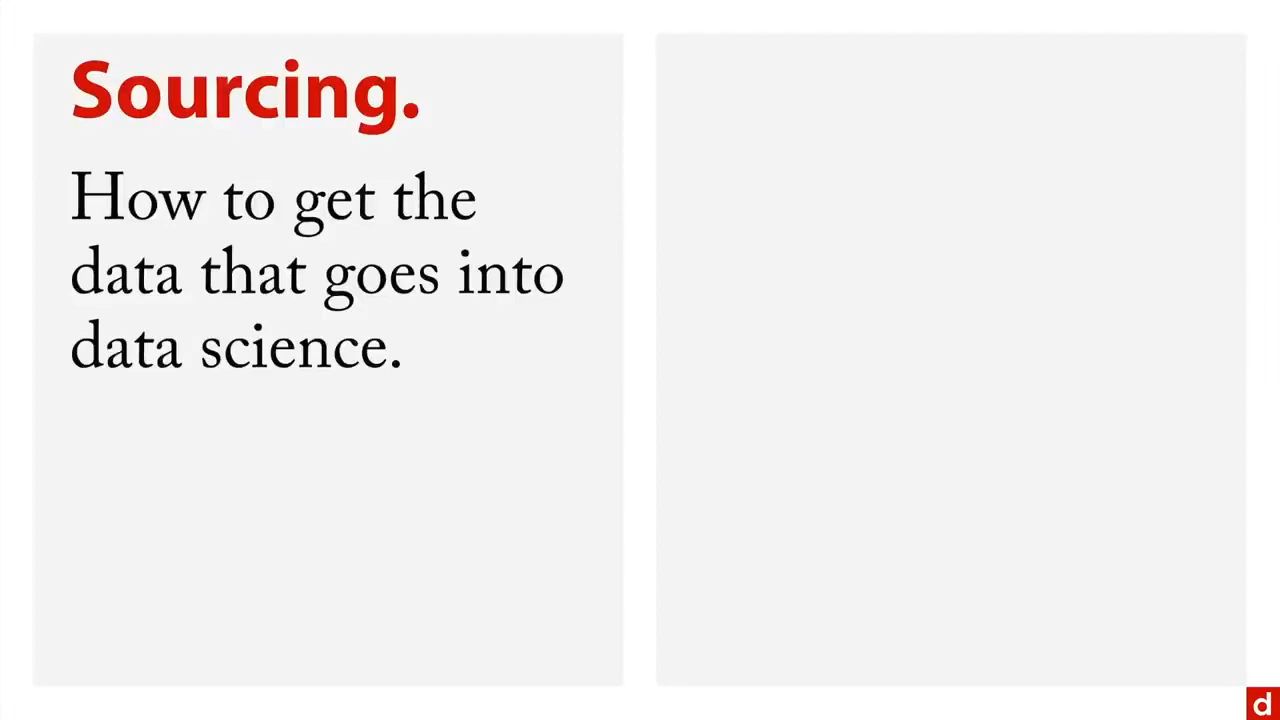 Sourcing.
How to get the
data that goes into
data science.
d